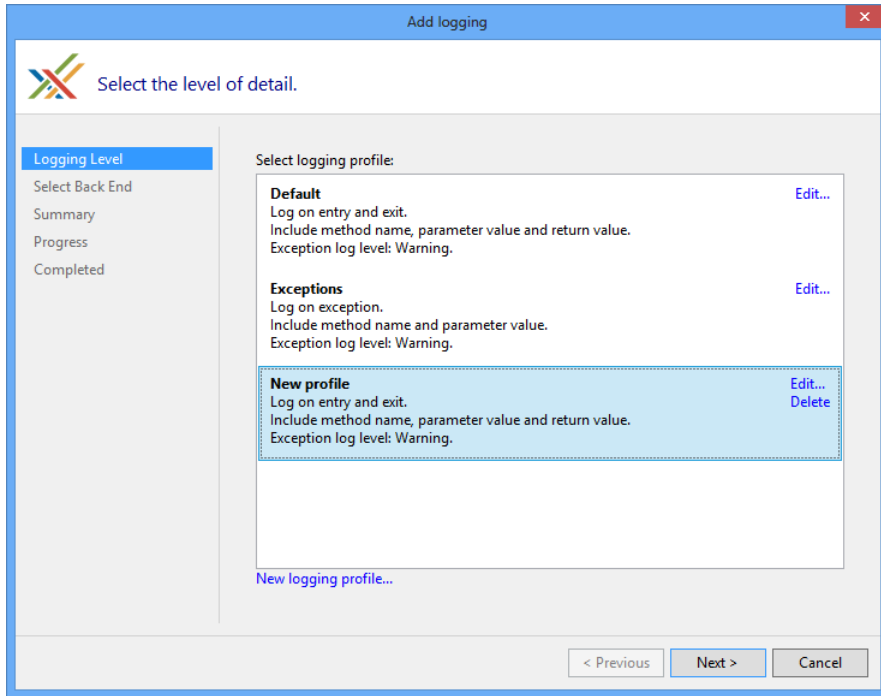 Add logging
Select the level of detail.
Logging Level
Select Back End
Summary
Progress
Completed
Select logging profile:
Default
Edit...
Log on entry and exit.
Include method name, parameter value and return value.
Exception log level: Warning.
Exceptions
Edit...
Log on exception.
Include method name and parameter value.
Exception log level: Warning.
New profile
Edit...
Log on entry and exit.
Delete
Include method name, parameter value and return value.
Exception log level: Warning.
New logging profile...
< Previous
Next >
Cancel